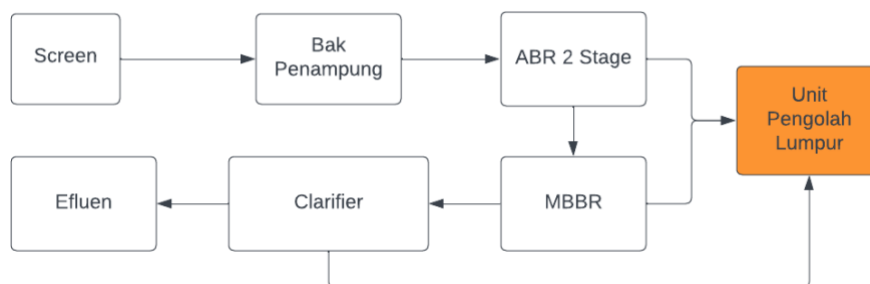 Screen
Bak
Penampung
ABR 2 Stage
Unit
Pengolah
Lumpur
Efluen
Clarifier
MBBR